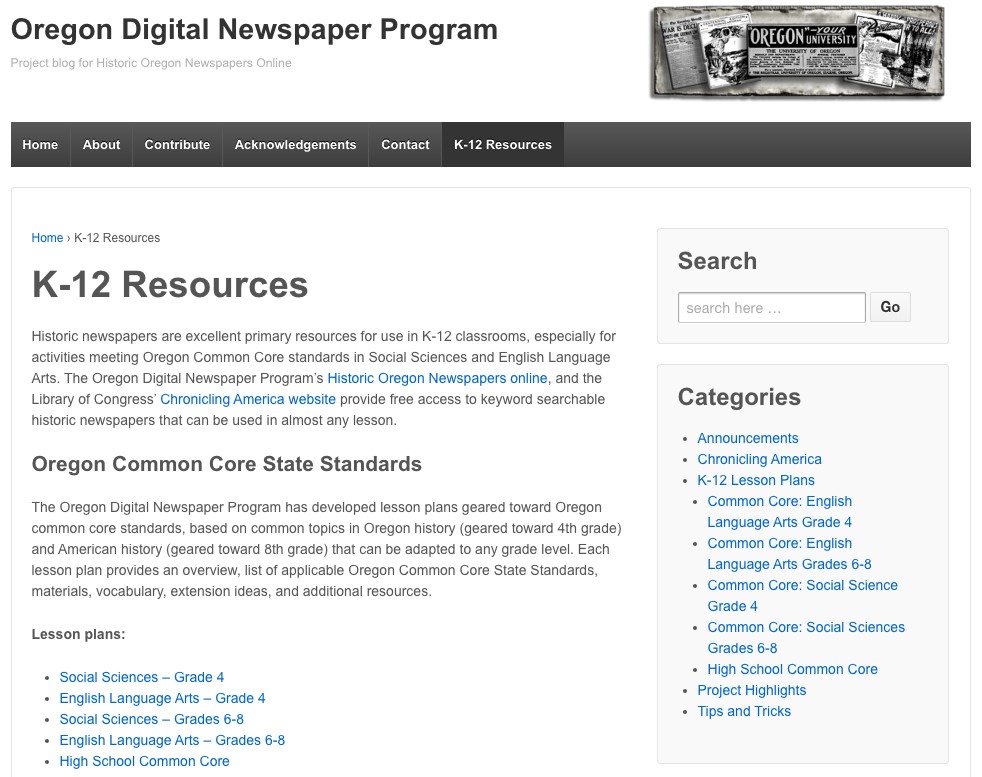 Oregon Digital Newspaper Program
Project blog for Historic Oregon Newspapers Online
WAR IS DECLA
"OREGON"—YOUR
UNIVERSITY
THE UNIVERSITY OF OREGON
Home
About
Contribute
Acknowledgements
Contact
K-12 Resources
Home › K-12 Resources
K-12 Resources
Historic newspapers are excellent primary resources for use in K-12 classrooms, especially for
activities meeting Oregon Common Core standards in Social Sciences and English Language
Arts. The Oregon Digital Newspaper Program’s Historic Oregon Newspapers online, and the
Library of Congress’ Chronicling America website provide free access to keyword searchable
historic newspapers that can be used in almost any lesson.
Oregon Common Core State Standards
The Oregon Digital Newspaper Program has developed lesson plans geared toward Oregon
common core standards, based on common topics in Oregon history (geared toward 4th grade)
and American history (geared toward 8th grade) that can be adapted to any grade level. Each
lesson plan provides an overview, list of applicable Oregon Common Core State Standards,
materials, vocabulary, extension ideas, and additional resources.
Lesson plans:
• Social Sciences – Grade 4
• English Language Arts – Grade 4
• Social Sciences – Grades 6-8
• English Language Arts – Grades 6-8
• High School Common Core
Search
search here …
Go
Categories
• Announcements
• Chronicling America
• K-12 Lesson Plans
• Common Core: English
Language Arts Grade 4
• Common Core: English
Language Arts Grades 6-8
• Common Core: Social Science
Grade 4
• Common Core: Social Sciences
Grades 6-8
• High School Common Core
• Project Highlights
• Tips and Tricks